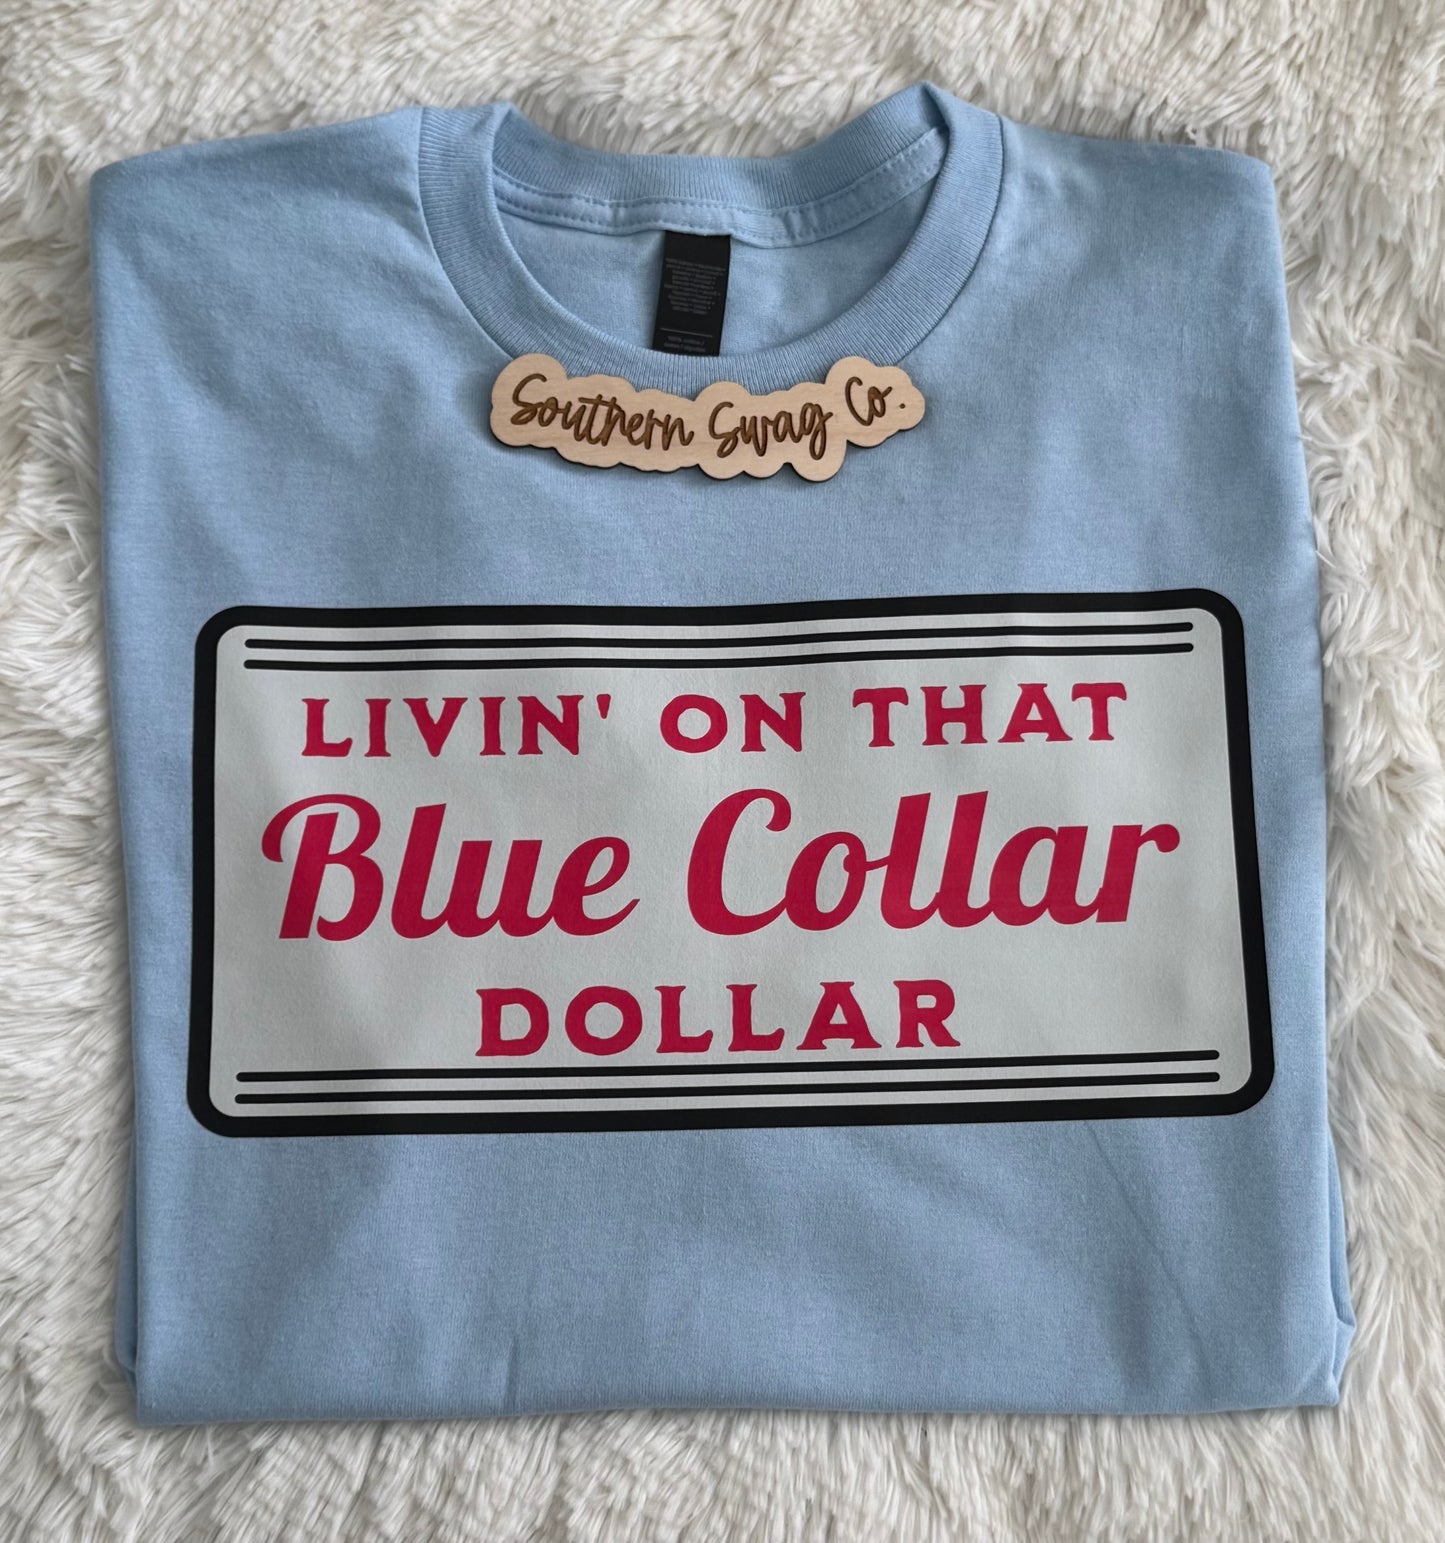 Southern Swag Co.
LIVIN' ON THAT
Blue Collar
DOLLAR